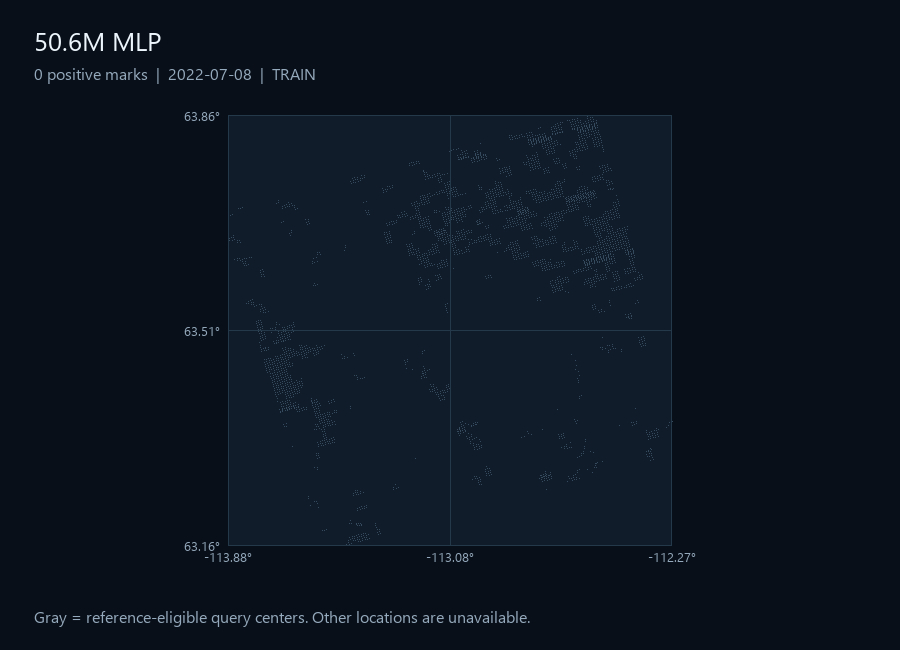 50.6M MLP
0 positive marks | 2022-07-08 | TRAIN
63.86°
63.51°
63.16°
-113.88°
-113.08°
-112.27°
Gray = reference-eligible query centers. Other locations are unavailable.